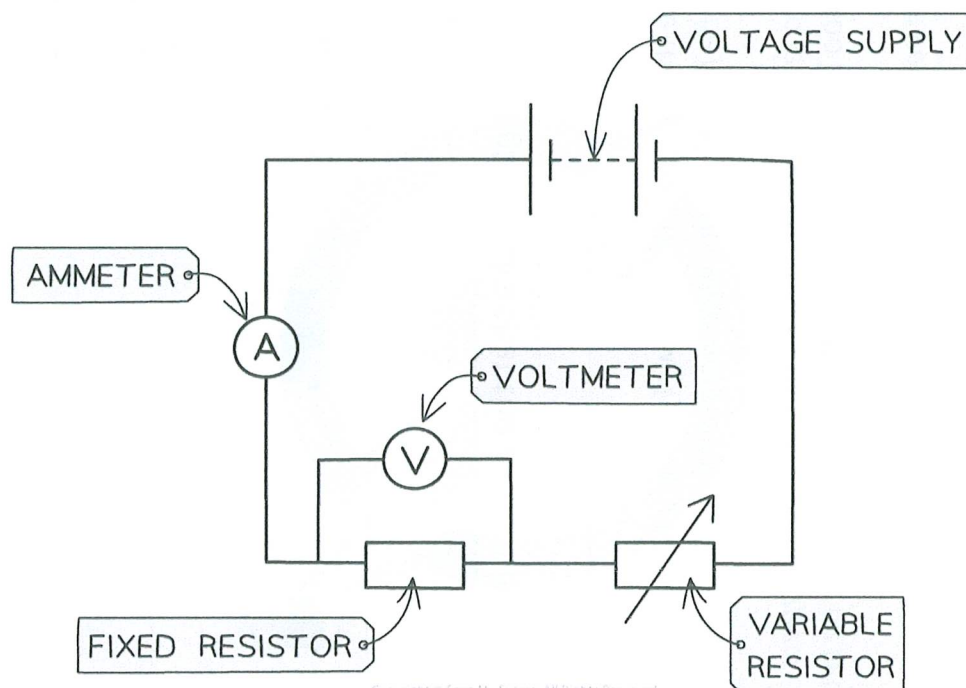 VOLTAGE SUPPLY
AMMETER
A
VOLTMETER
V
FIXED RESISTOR
VARIABLE
RESISTOR